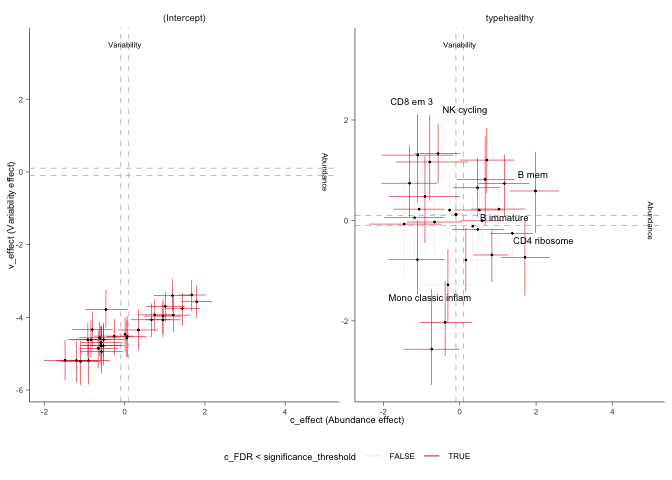 (Intercept)
typehealthy
Variability
Variability
CD8 em 3
NK cycling
B mem
B immature
CD4 ribosome
Mono classic inflam
Abundance
Abundance
v_effect (Variability effect)
2
0
-2
-4
-6
2
0
-2
-2
0
2
4
-2
0
2
4
c_effect (Abundance effect)
c_FDR < significance_threshold
FALSE
TRUE